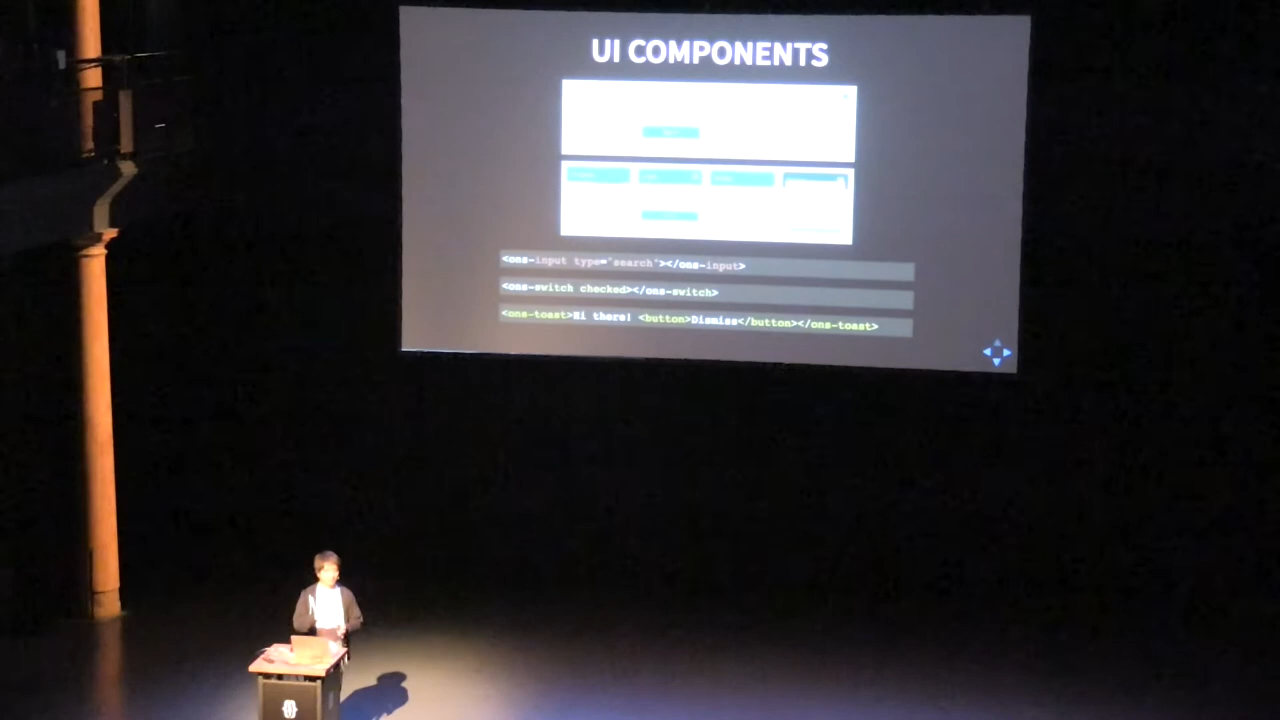 UI COMPONENTS
<ons-input type="search"></ons-input>
<ons-switch checked></ons-switch>
<ons-toast>Hi there! <button>Dismiss</button></ons-toast>